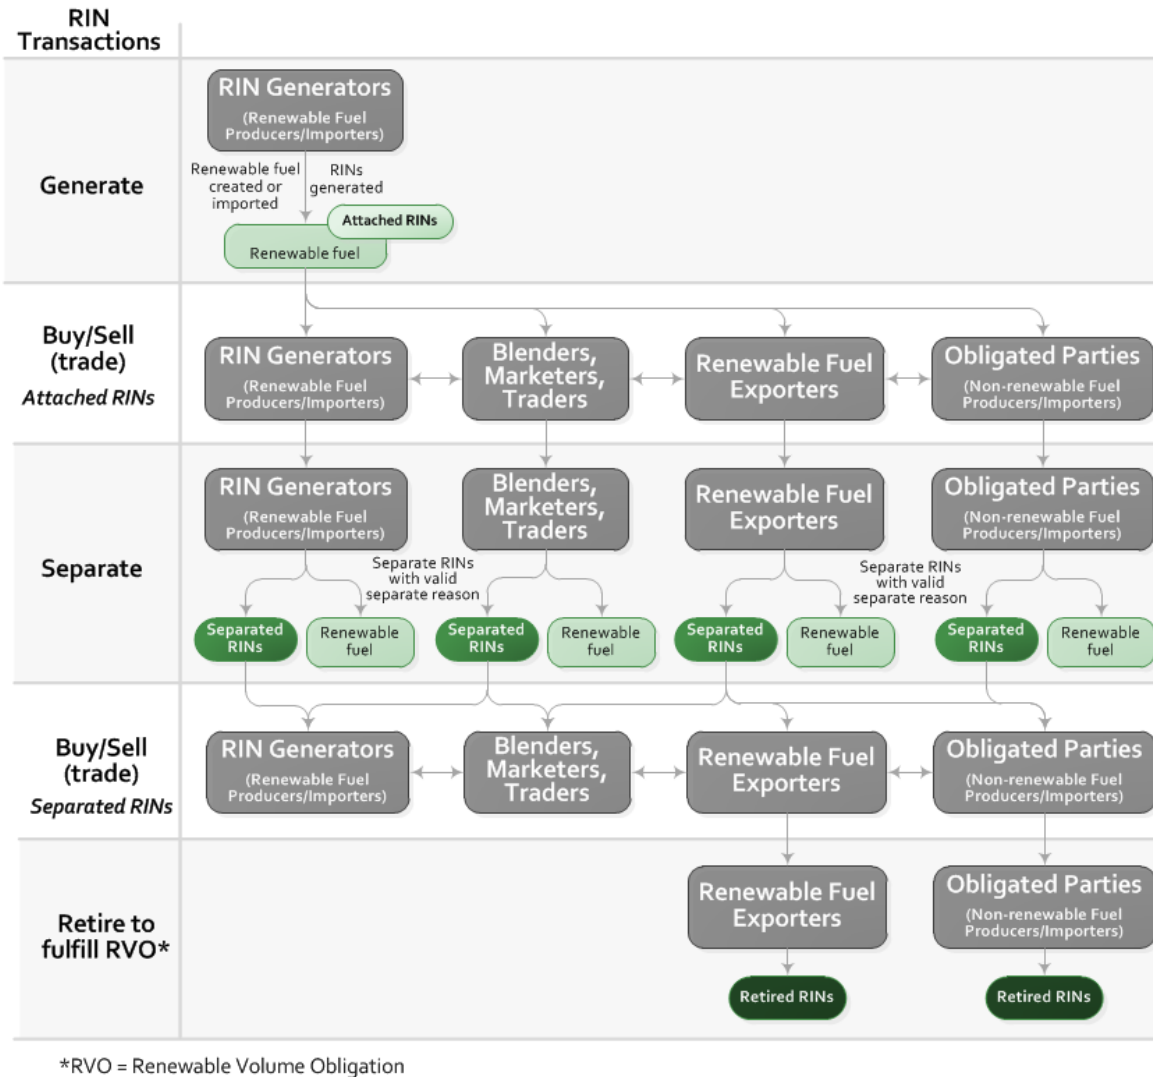 RIN
Transactions
Generate
RIN Generators
(Renewable Fuel
Producers/Importers)
Renewable fuel
created or
imported
RINs
generated
Attached RINs
Renewable fuel
Buy/Sell
(trade)
Attached RINs
RIN Generators
(Renewable Fuel
Producers/Importers)
Blenders,
Marketers,
Traders
Renewable Fuel
Exporters
Obligated Parties
(Non-renewable Fuel
Producers/Importers)
Separate
RIN Generators
(Renewable Fuel
Producers/Importers)
Blenders,
Marketers,
Traders
Renewable Fuel
Exporters
Obligated Parties
(Non-renewable Fuel
Producers/Importers)
Separate RINs
with valid
separate reason
Separate RINs
with valid
separate reason
Separated
RINs
Renewable
fuel
Separated
RINs
Renewable
fuel
Separated
RINs
Renewable
fuel
Separated
RINs
Renewable
fuel
Buy/Sell
(trade)
Separated RINs
RIN Generators
(Renewable Fuel
Producers/Importers)
Blenders,
Marketers,
Traders
Renewable Fuel
Exporters
Obligated Parties
(Non-renewable Fuel
Producers/Importers)
Retire to
fulfill RVO*
Renewable Fuel
Exporters
Obligated Parties
(Non-renewable Fuel
Producers/Importers)
Retired RINs
Retired RINs
*RVO = Renewable Volume Obligation